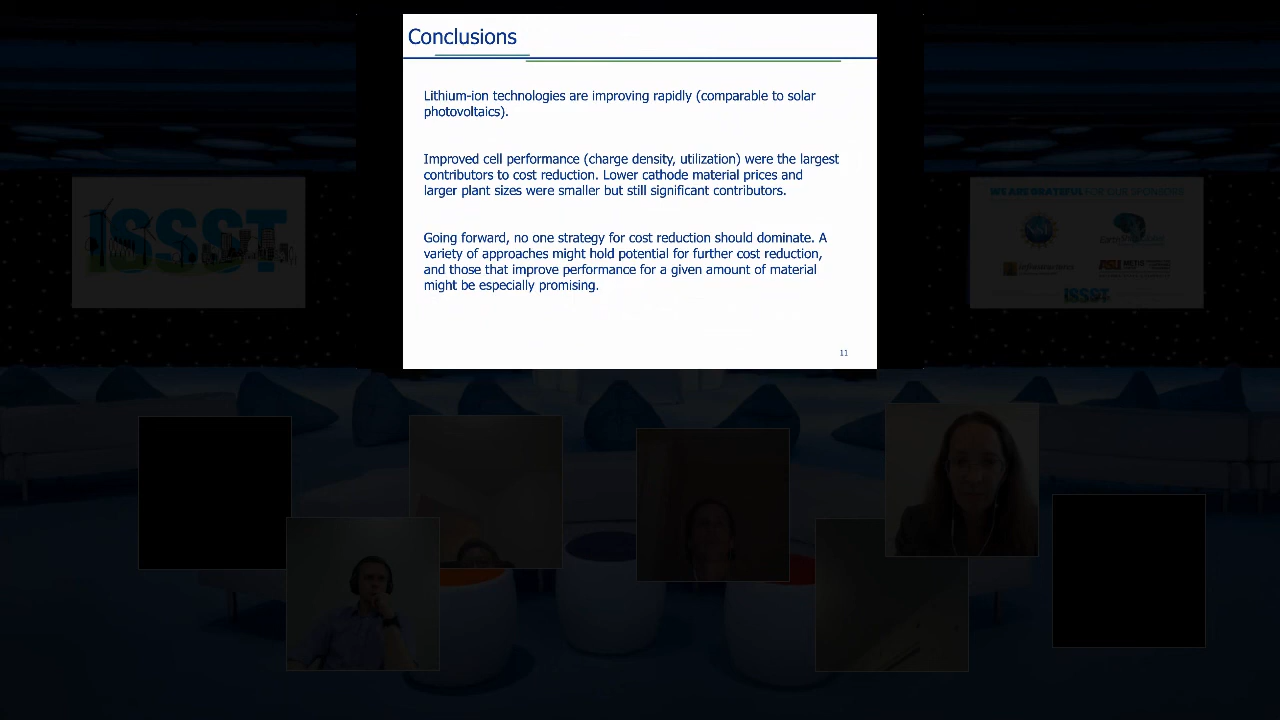 Conclusions
Lithium-ion technologies are improving rapidly (comparable to solar
photovoltaics).
Improved cell performance (charge density, utilization) were the largest
contributors to cost reduction. Lower cathode material prices and
larger plant sizes were smaller but still significant contributors.
Going forward, no one strategy for cost reduction should dominate. A
variety of approaches might hold potential for further cost reduction,
and those that improve performance for a given amount of material
might be especially promising.
11
ISSST
WE ARE GRATEFUL FOR OUR SPONSORS!
ASU
ISSST